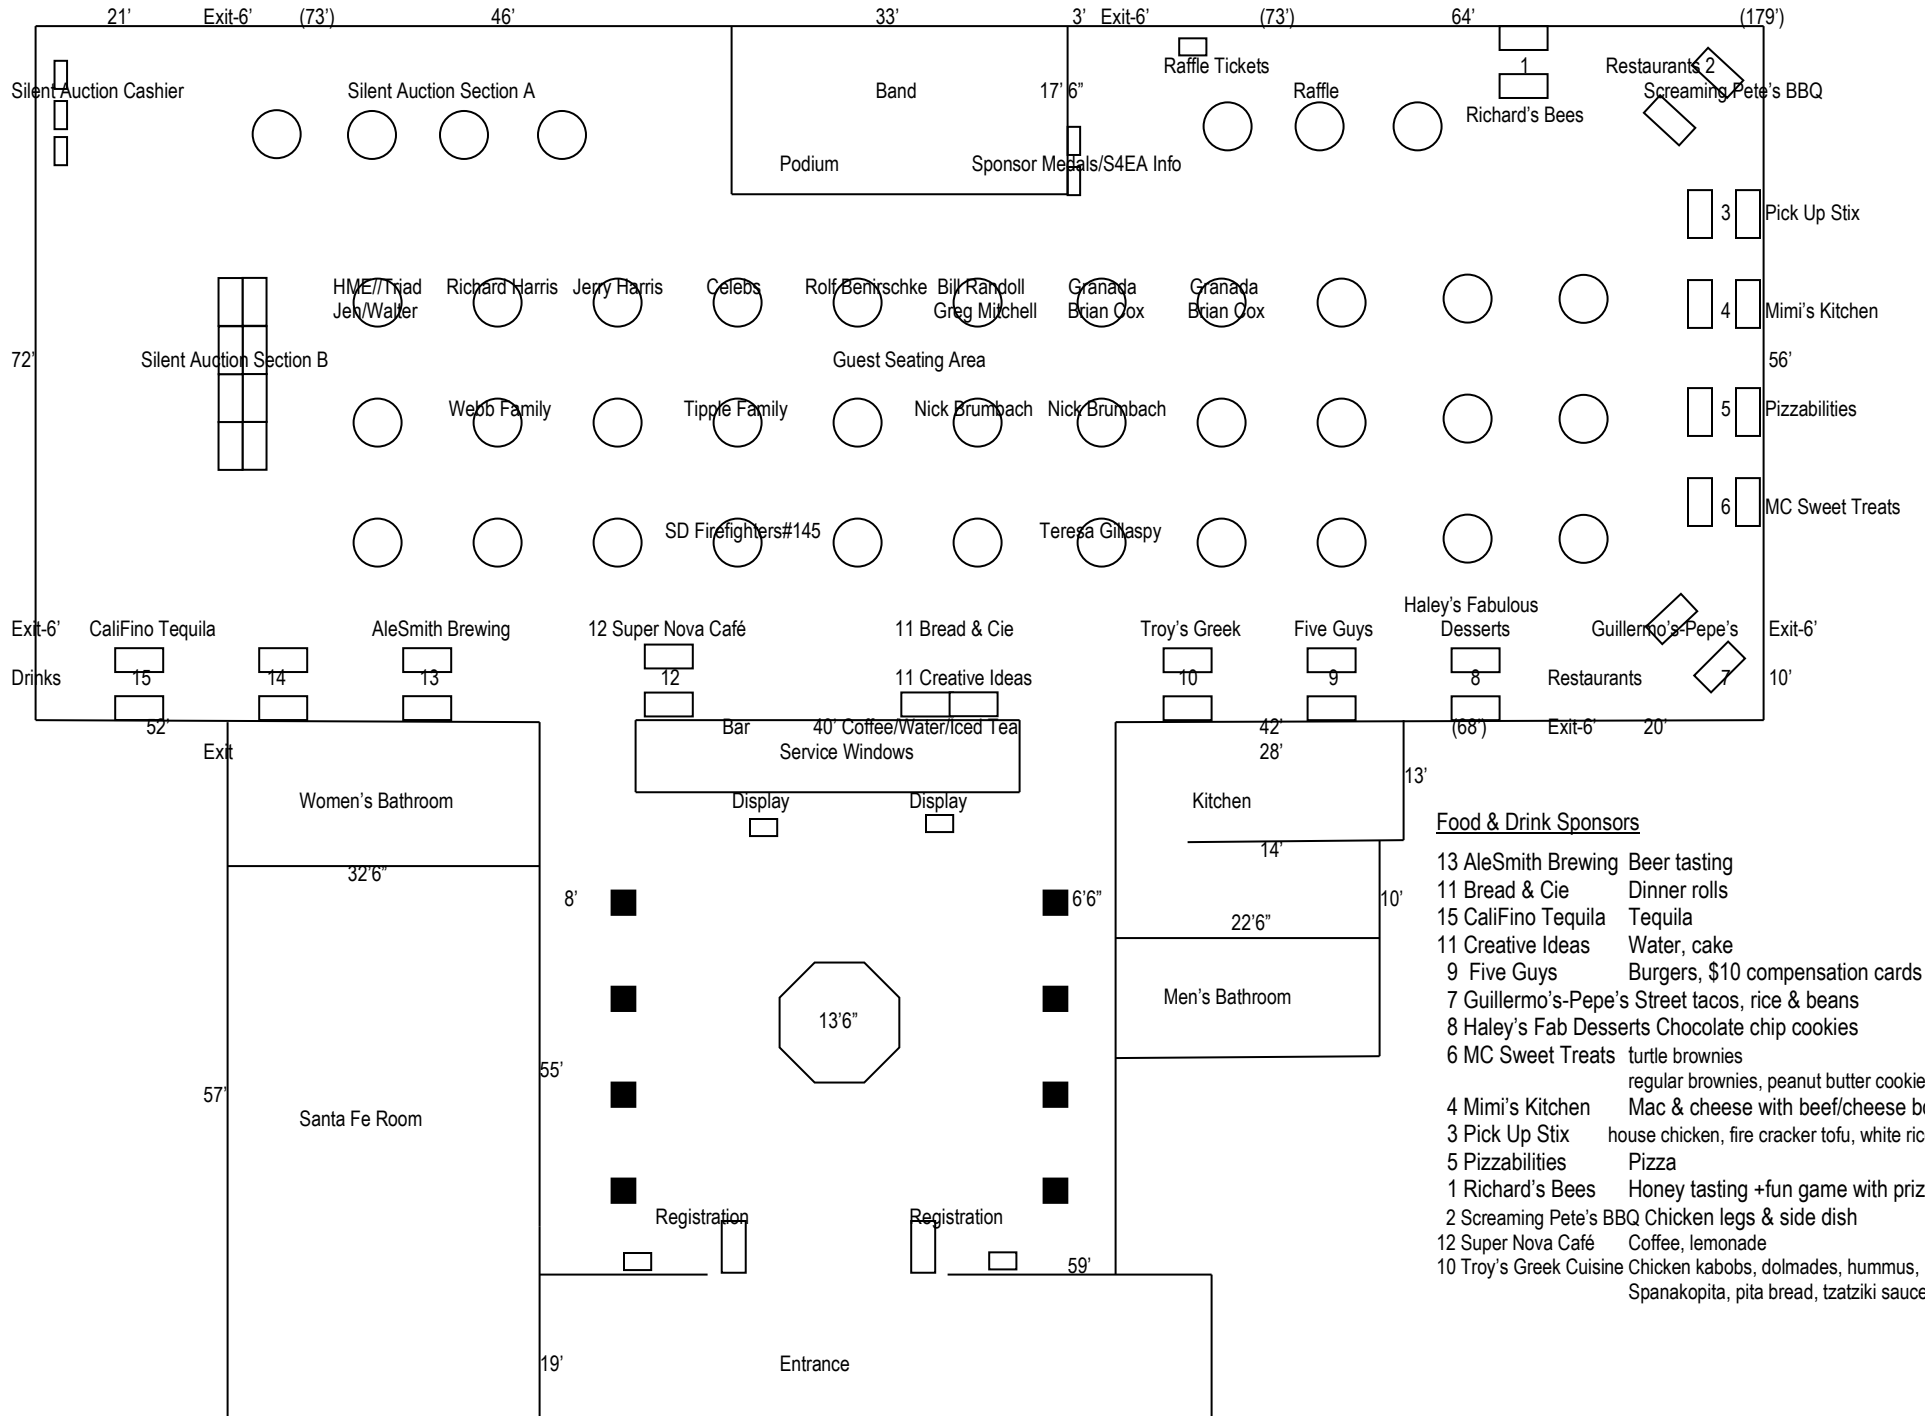 21’ Exit-6’ (73’) 46’ 33’ 3’ Exit-6’ (73’) 64’ (179’)
Raffle Tickets 1 Restaurants 2
Silent Auction Cashier Silent Auction Section A Band 17’ 6” Raffle Screaming Pete’s BBQ
Richard’s Bees
Podium Sponsor Medals/S4EA Info
3 Pick Up Stix
HME//Triad Richard Harris Jerry Harris Celebs Rolf Benirschke Bill Randoll Granada Granada
Jen/Walter Greg Mitchell Brian Cox Brian Cox 4 Mimi’s Kitchen
72’ Silent Auction Section B Guest Seating Area 56’
Webb Family Tipple Family Nick Brumbach Nick Brumbach 5 Pizzabilities
6 MC Sweet Treats
SD Firefighters#145 Teresa Gillaspy
Haley’s Fabulous
Exit-6’ CaliFino Tequila AleSmith Brewing 12 Super Nova Café 11 Bread & Cie Troy’s Greek Five Guys Desserts Guillermo’s-Pepe’s Exit-6’
Drinks 15 14 13 12 11 Creative Ideas 10 9 8 Restaurants 7 10’
52’ Bar 40’ Coffee/Water/Iced Tea 42’ (68’) Exit-6’ 20’
Exit Service Windows 28’
13’
Women’s Bathroom Display Display Kitchen
Food & Drink Sponsors
14’
13 AleSmith Brewing Beer tasting
32’6”
11 Bread & Cie Dinner rolls
8’ 6’6” 10’
15 CaliFino Tequila Tequila
22’6”
11 Creative Ideas Water, cake
9 Five Guys Burgers, $10 compensation cards
Men’s Bathroom
7 Guillermo’s-Pepe’s Street tacos, rice & beans
13’6”
8 Haley’s Fab Desserts Chocolate chip cookies
6 MC Sweet Treats turtle brownies
55’
regular brownies, peanut butter cookie
57’
4 Mimi’s Kitchen Mac & cheese with beef/cheese
Santa Fe Room
3 Pick Up Stix house chicken, fire cracker tofu, white
5 Pizzabilities Pizza
1 Richard’s Bees Honey tasting +fun game with
Registration Registration
2 Screaming Pete’s BBQ Chicken legs & side dish
12 Super Nova Café Coffee, lemonade
59’
10 Troy’s Greek Cuisine Chicken kabobs, dolmades, hummus,
Spanakopita, pita bread, tzatziki sauce
19’ Entrance